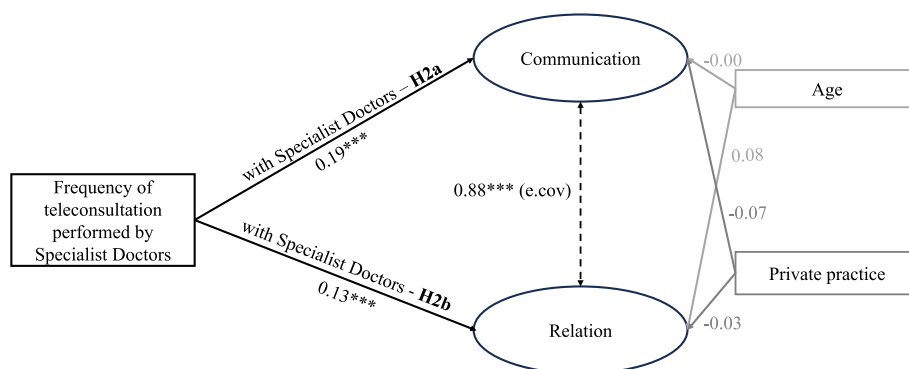 Communication
-0.00
Age
with Specialist Doctors – H2a
0.19***
0.08
Frequency of
teleconsultation
performed by
Specialist Doctors
0.88*** (e.cov)
-0.07
with Specialist Doctors - H2b
0.13***
Private practice
Relation
-0.03